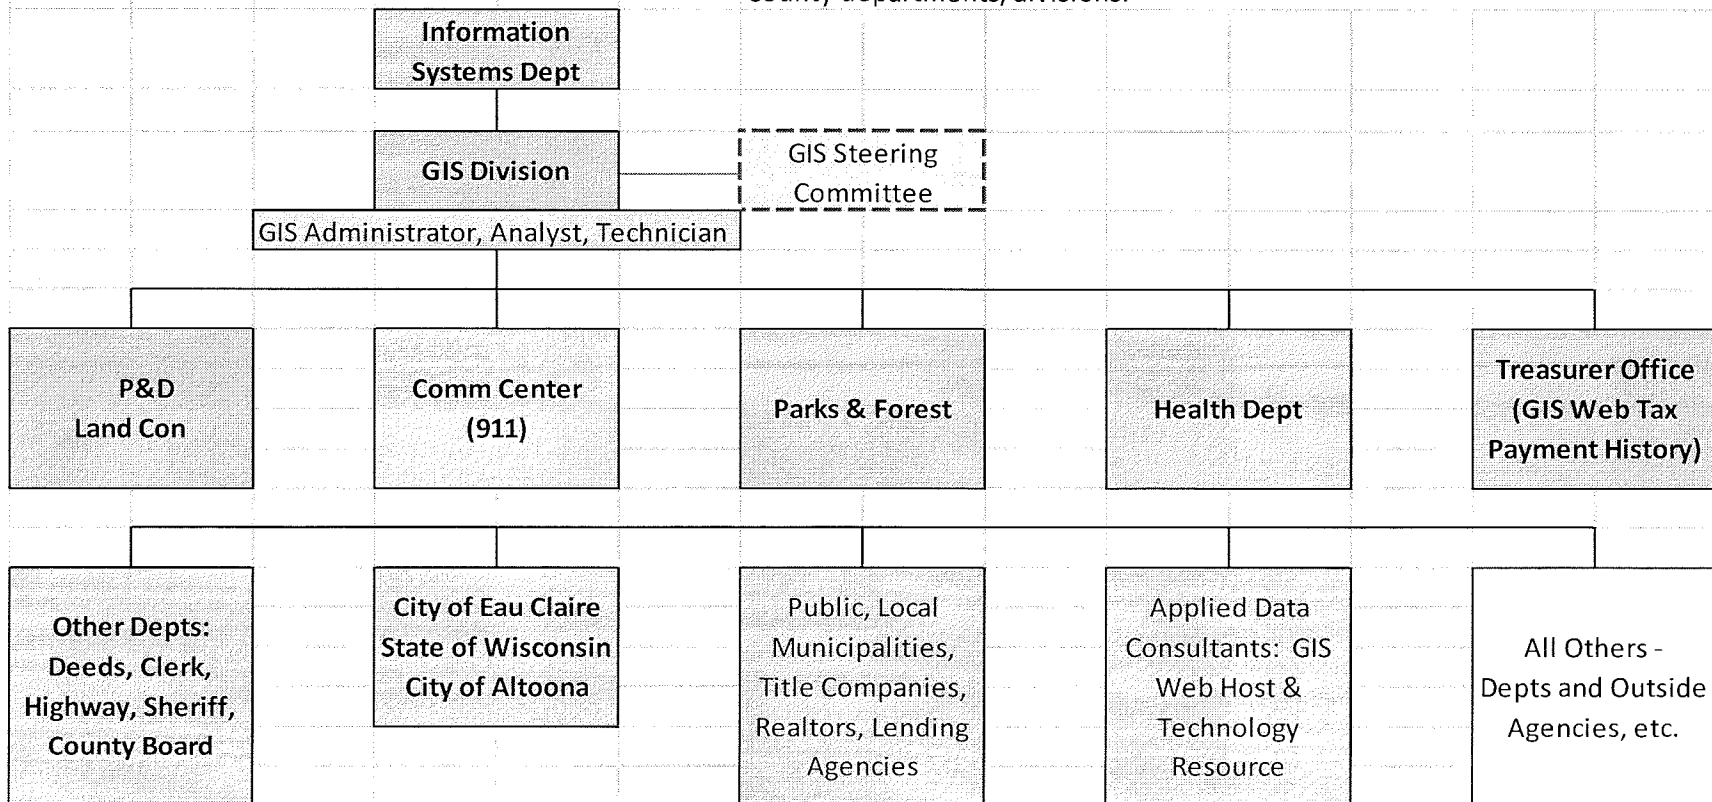 county departments/divisions.
Information
Systems Dept
GIS Division
GIS Steering
Committee
GIS Administrator, Analyst, Technician
P&D
Land Con
Comm Center
(911)
Parks & Forest
Health Dept
Treasurer Office
(GIS Web Tax
Payment History)
Other Depts:
Deeds, Clerk,
Highway, Sheriff,
County Board
City of Eau Claire
State of Wisconsin
City of Altoona
Public, Local
Municipalities,
Title Companies,
Realtors, Lending
Agencies
Applied Data
Consultants: GIS
Web Host &
Technology
Resource
All Others -
Depts and Outside
Agencies, etc.